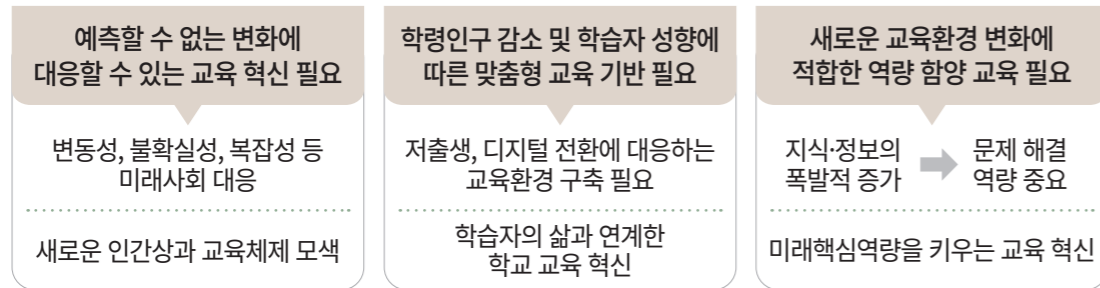 예측할 수 없는 변화에
대응할 수 있는 교육 혁신 필요
변동성, 불확실성, 복잡성 등
미래사회 대응
새로운 인간상과 교육체제 모색
학령인구 감소 및 학습자 성향에
따른 맞춤형 교육 기반 필요
저출생, 디지털 전환에 대응하는
교육환경 구축 필요
학습자의 삶과 연계한
학교 교육 혁신
새로운 교육환경 변화에
적합한 역량 함양 교육 필요
지식·정보의
폭발적 증가
문제 해결
역량 중요
미래핵심역량을 키우는 교육 혁신